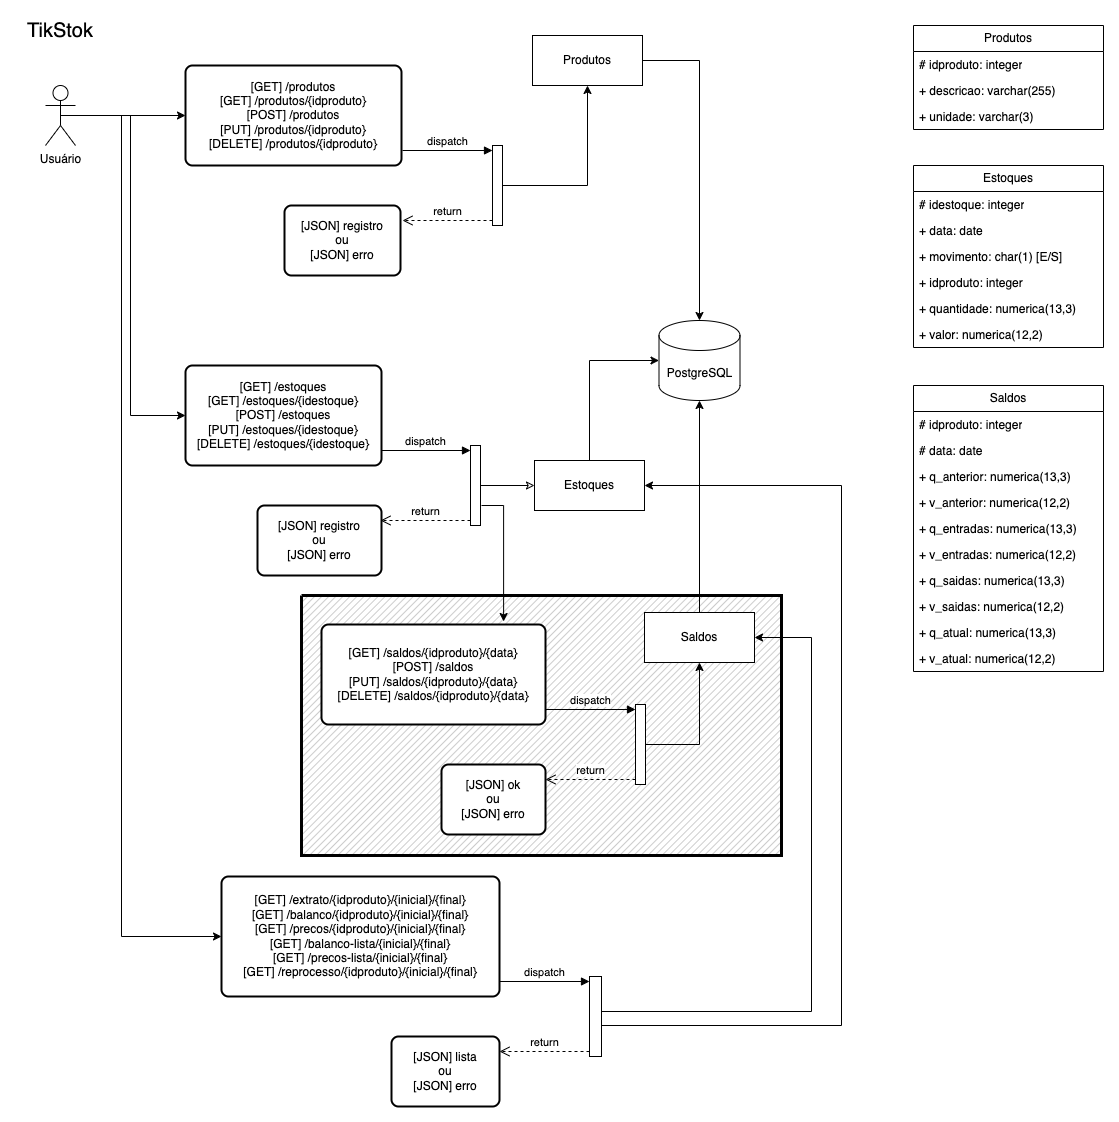 TikStok
Usuário
[GET] /produtos
[GET] /produtos/{idproduto}
[POST] /produtos
[PUT] /produtos/{idproduto}
[DELETE] /produtos/{idproduto}
dispatch
Produtos
return
[JSON] registro
ou
[JSON] erro
PostgreSQL
[GET] /estoques
[GET] /estoques/{idestoque}
[POST] /estoques
[PUT] /estoques/{idestoque}
[DELETE] /estoques/{idestoque}
dispatch
Estoques
return
[JSON] registro
ou
[JSON] erro
[GET] /saldos/{idproduto}/{data}
[POST] /saldos
[PUT] /saldos/{idproduto}/{data}
[DELETE] /saldos/{idproduto}/{data}
Saldos
dispatch
return
[JSON] ok
ou
[JSON] erro
[GET] /extrato/{idproduto}/{inicial}/{final}
[GET] /balanco/{idproduto}/{inicial}/{final}
[GET] /precos/{idproduto}/{inicial}/{final}
[GET] /balanco-lista/{inicial}/{final}
[GET] /precos-lista/{inicial}/{final}
[GET] /reprocesso/{idproduto}/{inicial}/{final}
dispatch
return
[JSON] lista
ou
[JSON] erro
Produtos
# idproduto: integer
+ descricao: varchar(255)
+ unidade: varchar(3)
Estoques
# idestoque: integer
+ data: date
+ movimento: char(1) [E/S]
+ idproduto: integer
+ quantidade: numerica(13,3)
+ valor: numerica(12,2)
Saldos
# idproduto: integer
# data: date
+ q_anterior: numerica(13,3)
+ v_anterior: numerica(12,2)
+ q_entradas: numerica(13,3)
+ v_entradas: numerica(12,2)
+ q_saidas: numerica(13,3)
+ v_saidas: numerica(12,2)
+ q_atual: numerica(13,3)
+ v_atual: numerica(12,2)